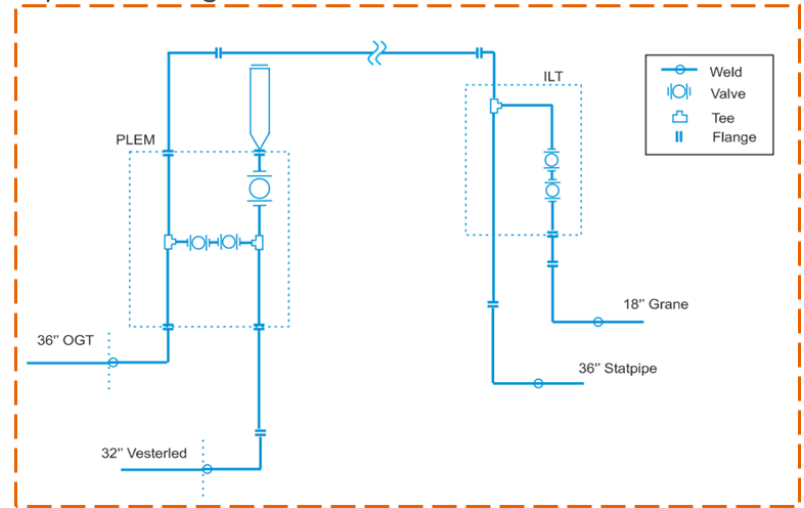 ILT
PLEM
Weld
Valve
Tee
Flange
18" Grane
36" OGT
36" Statpipe
32" Vesterled